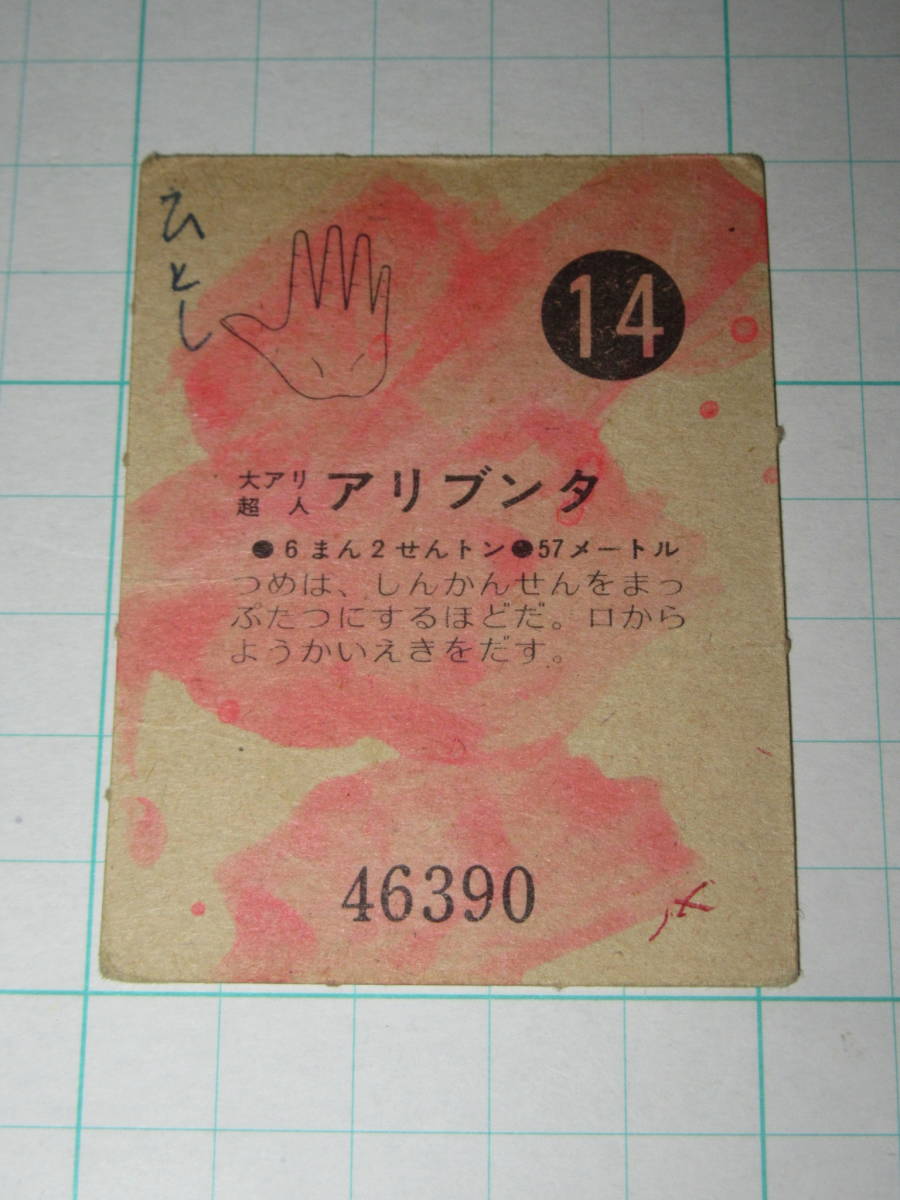 ひとし
14
大アリ
超人 アリブンタ
●6まん2せんトン●57メートル
つめは、しんかんせんをまっ
ぷたつにするほどだ。口から
ようかいえきをだす。
46390